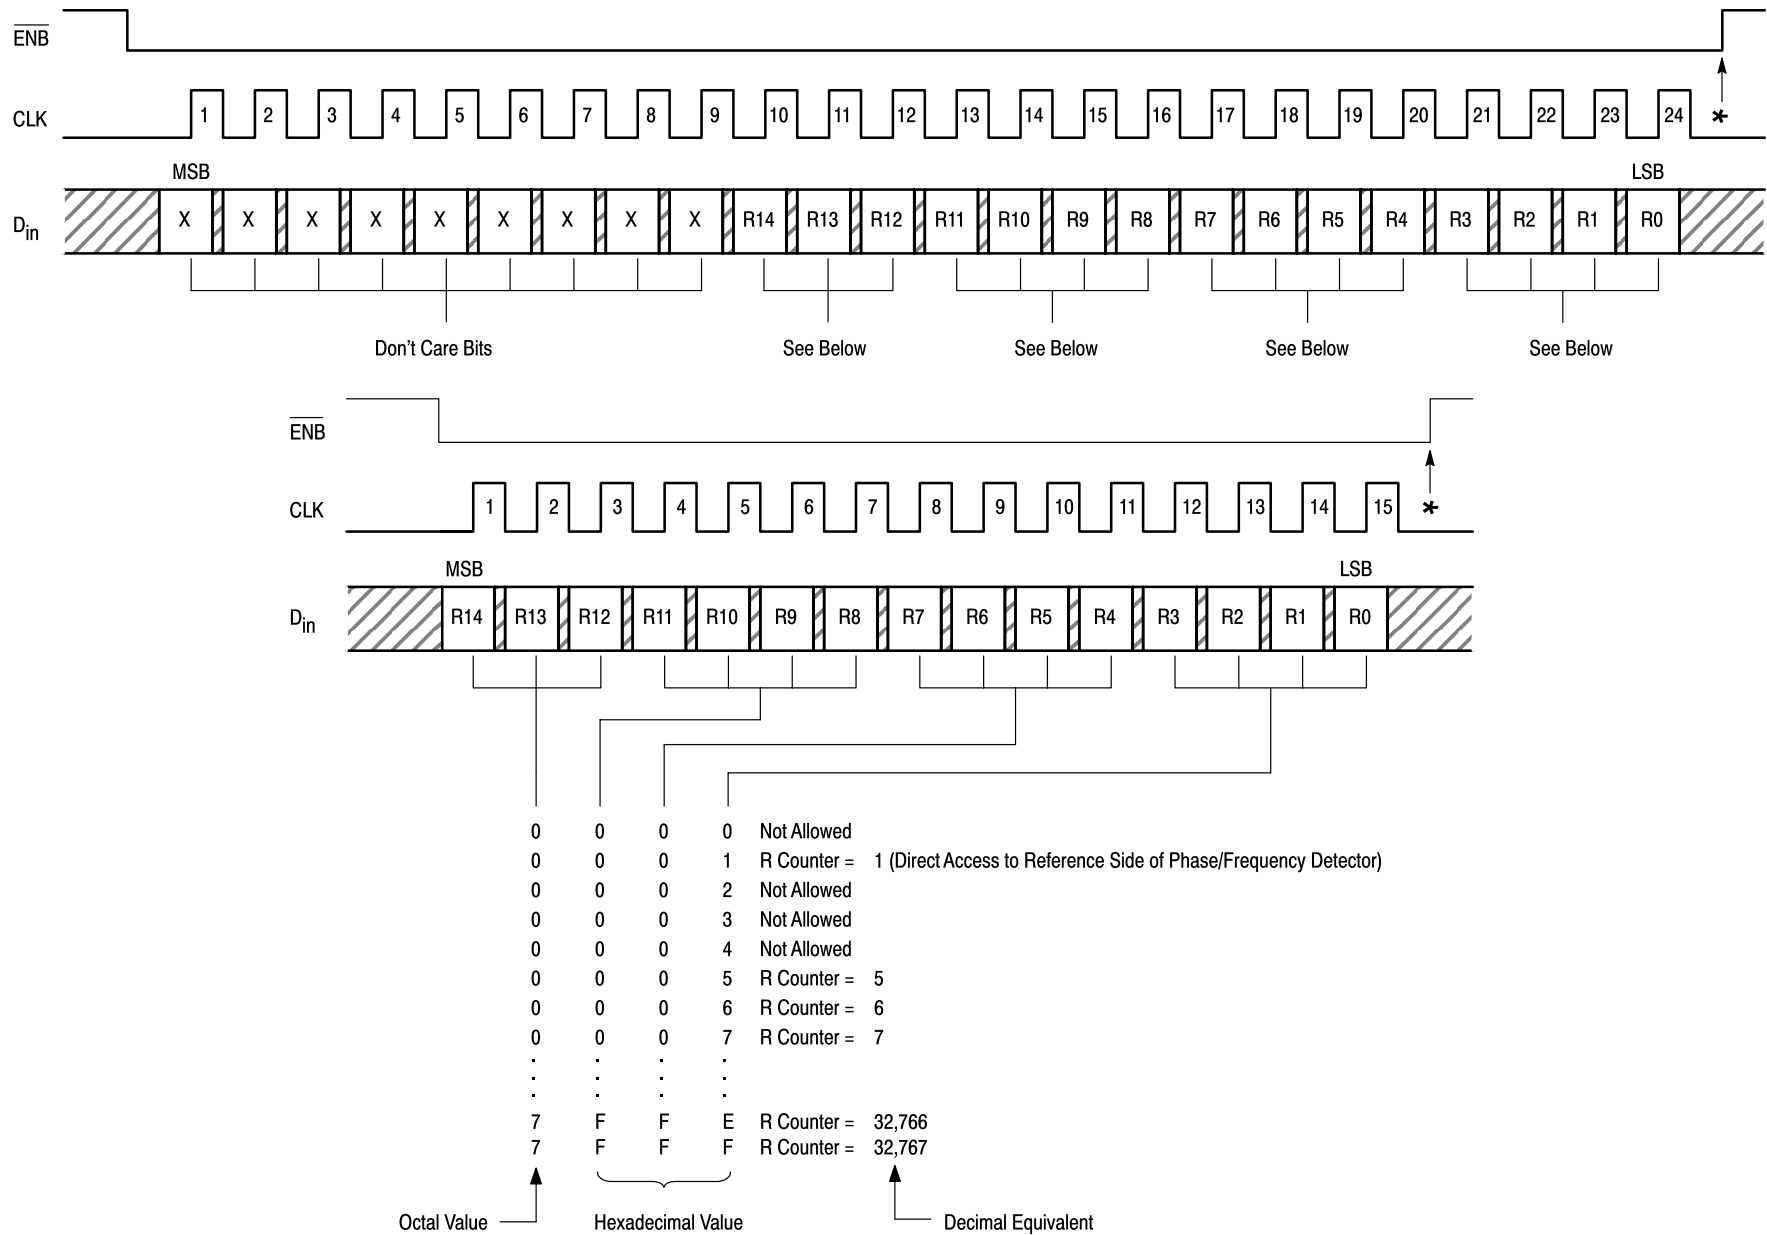 ENB
CLK 1 2 3 4 5 6 7 8 9 10 11 12 13 14 15 16 17 18 19 20 21 22 23 24 *
MSB LSB
Din X X X X X X X X X R14 R13 R12 R11 R10 R9 R8 R7 R6 R5 R4 R3 R2 R1 R0
Don't Care Bits See Below See Below See Below See Below
ENB
CLK 1 2 3 4 5 6 7 8 9 10 11 12 13 14 15 *
MSB LSB
Din R14 R13 R12 R11 R10 R9 R8 R7 R6 R5 R4 R3 R2 R1 R0
0 0 0 0 Not Allowed
0 0 0 1 R Counter = 1 (Direct Access to Reference Side of Phase/Frequency Detector)
0 0 0 2 Not Allowed
0 0 0 3 Not Allowed
0 0 0 4 Not Allowed
0 0 0 5 R Counter = 5
0 0 0 6 R Counter = 6
0 0 0 7 R Counter = 7
. . . .
. . . .
. . . .
7 F F E R Counter = 32,766
7 F F F R Counter = 32,767
Octal Value Hexadecimal Value Decimal Equivalent